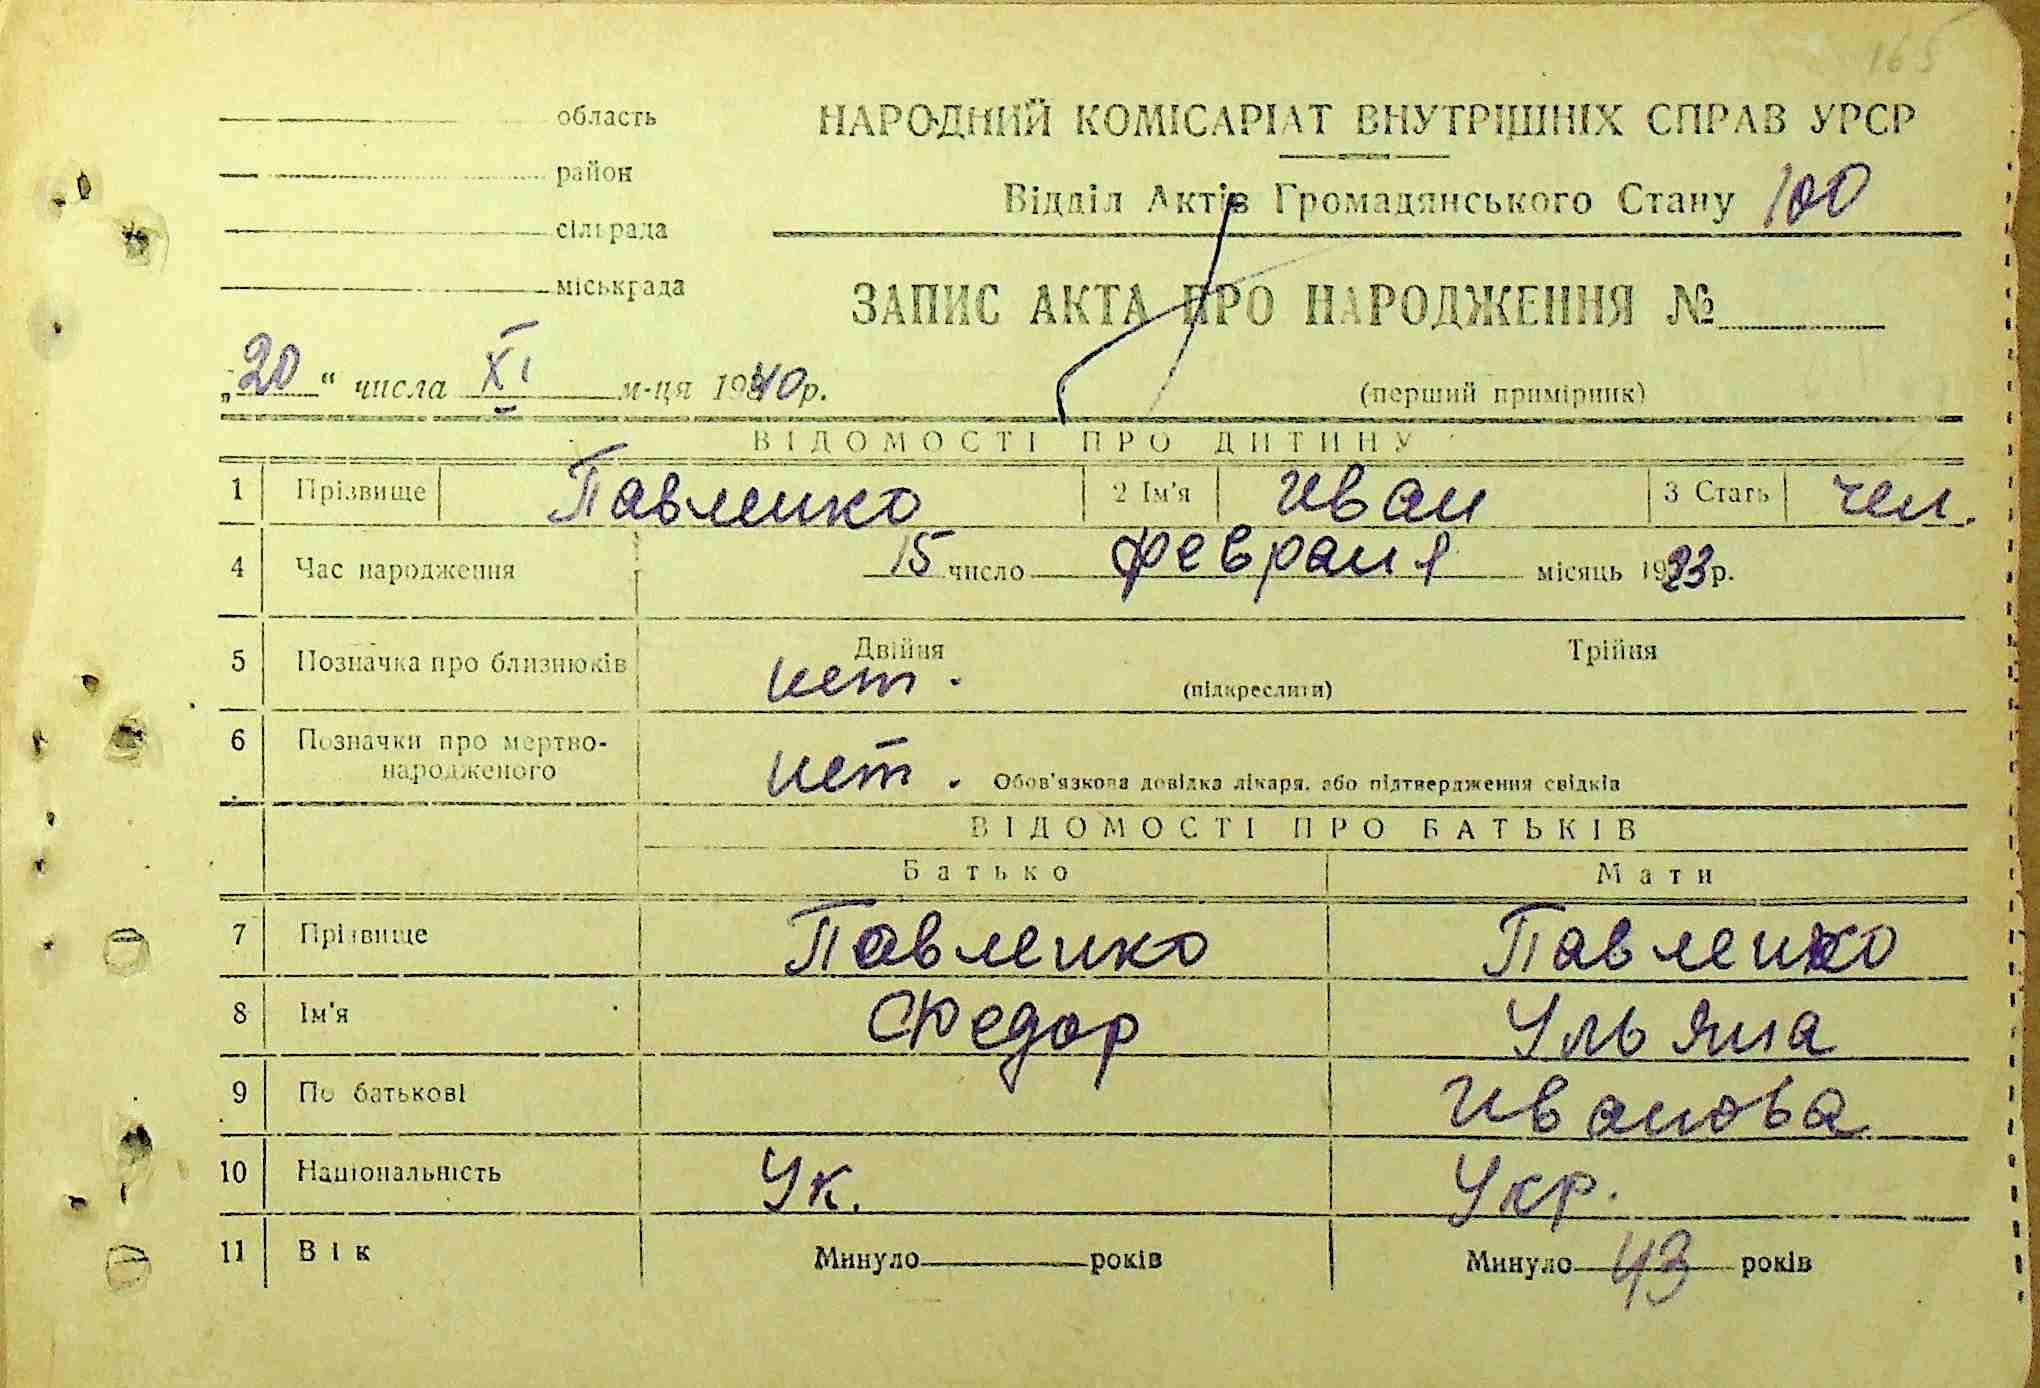 165
область
район
сільрада
міськрада
НАРОДНИЙ КОМІСАРІАТ ВНУТРІШНІХ СПРАВ УРСР
Відділ Актів Громадянського Стану 100
ЗАПИС АКТА ПРО НАРОДЖЕННЯ №
„20“ числа XI м-ця 1940 р.
(перший примірник)
ВІДОМОСТІ ПРО ДИТИНУ
1 Прізвище Павленко 2 Ім'я Иван 3 Стать чол.
4 Час народження 15 число февраля місяць 1923 р.
5 Позначка про близнюків Двійня Трійня
нет. (підкреслити)
6 Позначки про мертво-
народженого нет. Обов'язкова довідка лікаря, або підтвердження свідків
ВІДОМОСТІ ПРО БАТЬКІВ
Батько Мати
7 Прізвище Павленко Павленко
8 Ім'я Федор Ульяна
9 По батькові Иванова
10 Національність Ук. Укр.
11 Вік Минуло років Минуло 43 років